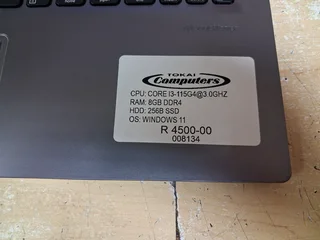 TOKAI
Computers
CPU: CORE I3-115G4@3.0GHZ
RAM: 8GB DDR4
HDD: 256B SSD
OS: WINDOWS 11
R 4500-00
008134